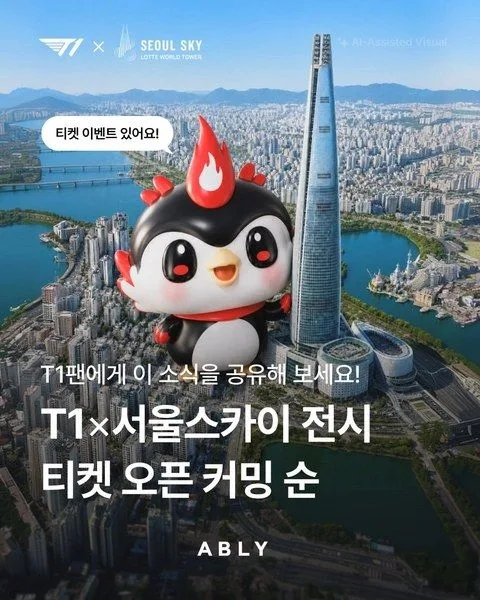 T1 × SEOUL SKY
LOTTE WORLD TOWER
AI-Assisted Visual
티켓 이벤트 있어요!
T1팬에게 이 소식을 공유해 보세요!
T1×서울스카이 전시
티켓 오픈 커밍 순
ABLY